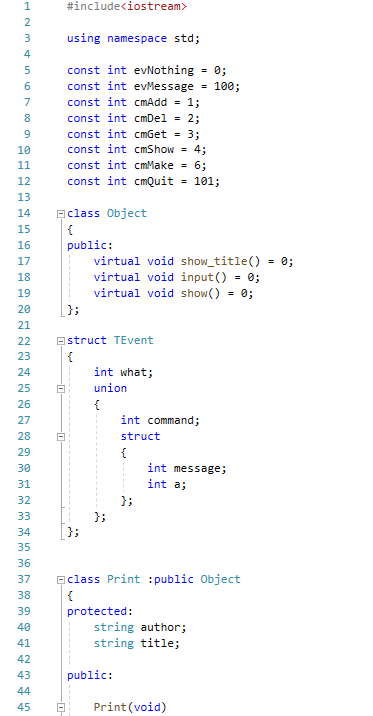 1 #include<iostream>
2
3 using namespace std;
4
5 const int evNothing = 0;
6 const int evMessage = 100;
7 const int cmAdd = 1;
8 const int cmDel = 2;
9 const int cmGet = 3;
10 const int cmShow = 4;
11 const int cmMake = 6;
12 const int cmQuit = 101;
13
14 class Object
15 {
16 public:
17 virtual void show_title() = 0;
18 virtual void input() = 0;
19 virtual void show() = 0;
20 };
21
22 struct TEvent
23 {
24 int what;
25 union
26 {
27 int command;
28 struct
29 {
30 int message;
31 int a;
32 };
33 };
34 };
35
36
37 class Print :public Object
38 {
39 protected:
40 string author;
41 string title;
42
43 public:
44
45 Print(void)